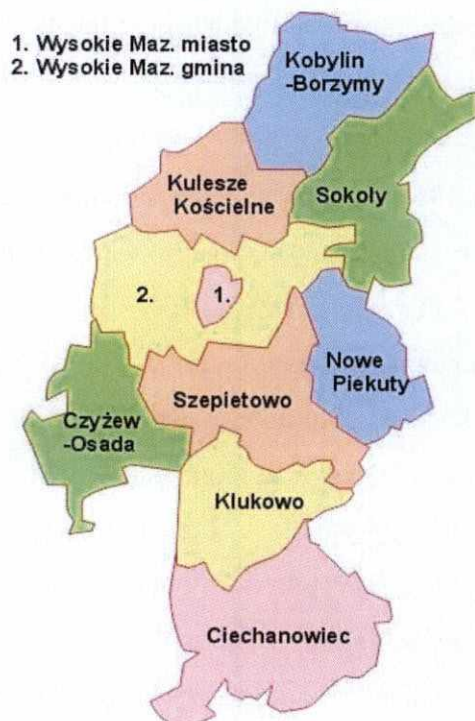 1. Wysokie Maz. miasto
2. Wysokie Maz. gmina
Kobylin
-Borzymy
Kulesze
Kościelne
Sokoły
2.
1.
Nowe
Piekuty
Szepietowo
Czyżew
-Osada
Klukowo
Ciechanowiec